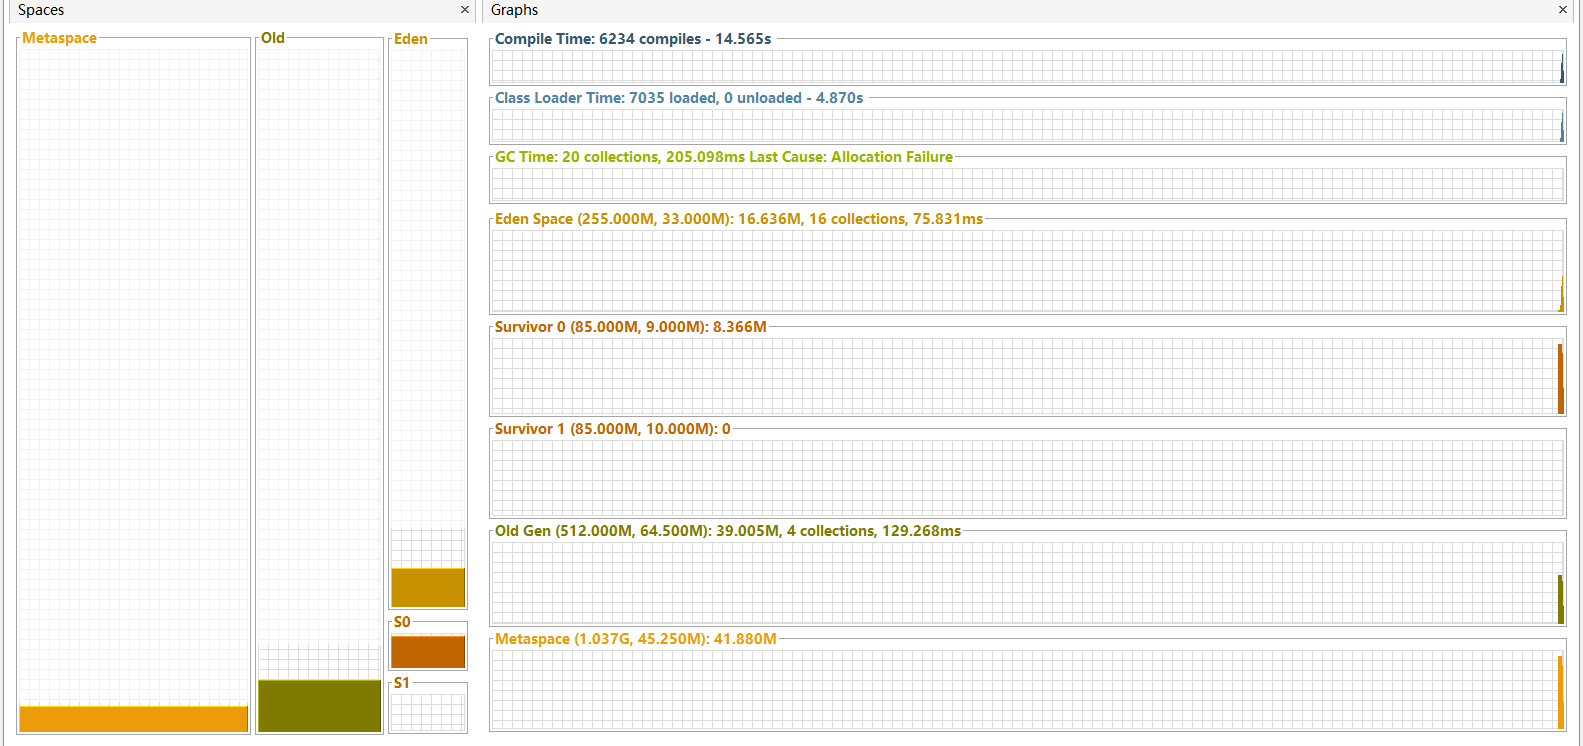 Spaces
Metaspace
Old
Eden
S0
S1
Graphs
Compile Time: 6234 compiles - 14.565s
Class Loader Time: 7035 loaded, 0 unloaded - 4.870s
GC Time: 20 collections, 205.098ms Last Cause: Allocation Failure
Eden Space (255.000M, 33.000M): 16.636M, 16 collections, 75.831ms
Survivor 0 (85.000M, 9.000M): 8.366M
Survivor 1 (85.000M, 10.000M): 0
Old Gen (512.000M, 64.500M): 39.005M, 4 collections, 129.268ms
Metaspace (1.037G, 45.250M): 41.880M